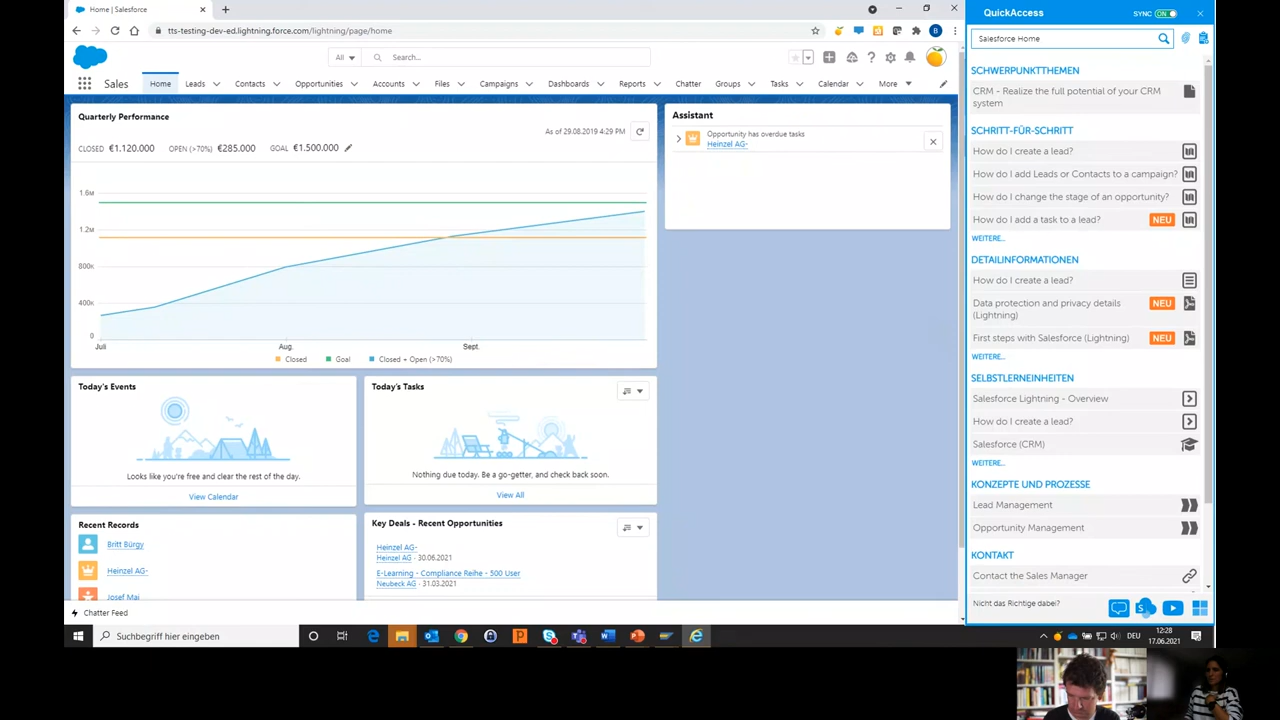 Home | Salesforce
tts-testing-dev-ed.lightning.force.com/lightning/page/home
All
Search...
Sales
Home
Leads
Contacts
Opportunities
Accounts
Files
Campaigns
Dashboards
Reports
Chatter
Groups
Tasks
Calendar
More
Quarterly Performance
As of 29.08.2019 4:29 PM
CLOSED €1.120.000 OPEN (>70%) €285.000 GOAL €1.500.000
1.6M
1.2M
800K
400K
0
Juli
Aug.
Sept.
Closed
Goal
Closed + Open (>70%)
Assistant
Opportunity has overdue tasks
Heinzel AG-
Today's Events
Looks like you're free and clear the rest of the day.
View Calendar
Today's Tasks
Nothing due today. Be a go-getter, and check back soon.
View All
Recent Records
Britt Bürgy
Heinzel AG-
Josef Mai
Key Deals - Recent Opportunities
Heinzel AG-
Heinzel AG · 30.06.2021
E-Learning - Compliance Reihe - 500 User
Neubeck AG · 31.03.2021
Chatter Feed
QuickAccess
SYNC ON
Salesforce Home
SCHWERPUNKTTHEMEN
CRM - Realize the full potential of your CRM
system
SCHRITT-FÜR-SCHRITT
How do I create a lead?
How do I add Leads or Contacts to a campaign?
How do I change the stage of an opportunity?
How do I add a task to a lead? NEU
WEITERE...
DETAILINFORMATIONEN
How do I create a lead?
Data protection and privacy details
(Lightning) NEU
First steps with Salesforce (Lightning) NEU
WEITERE...
SELBSTLERNEINHEITEN
Salesforce Lightning - Overview
How do I create a lead?
Salesforce (CRM)
WEITERE...
KONZEPTE UND PROZESSE
Lead Management
Opportunity Management
KONTAKT
Contact the Sales Manager
Nicht das Richtige dabei?
Suchbegriff hier eingeben
DEU
12:28
17.06.2021